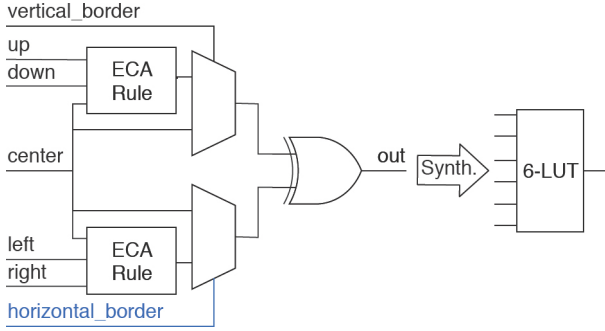 vertical_border
up
down
ECA
Rule
center
out
Synth.
6-LUT
left
right
ECA
Rule
horizontal_border